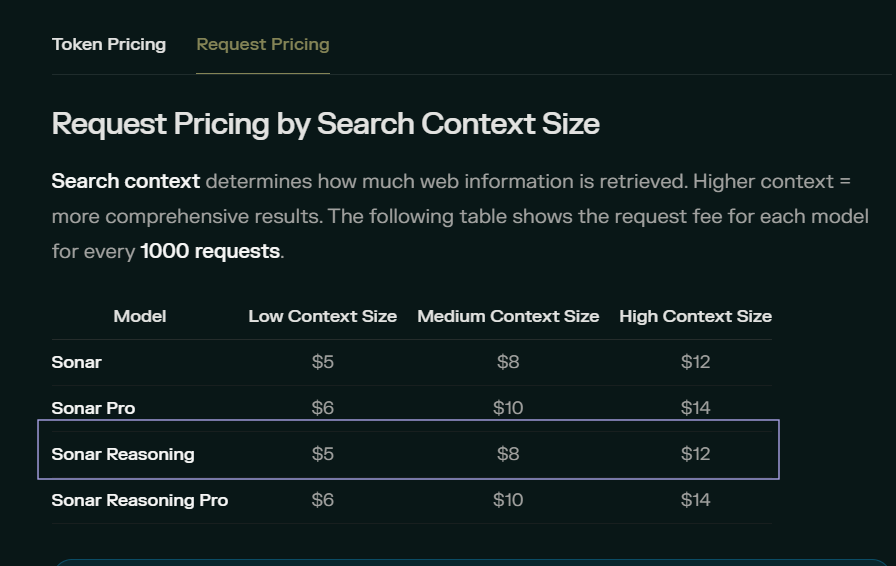 Token Pricing Request Pricing
Request Pricing by Search Context Size
Search context determines how much web information is retrieved. Higher context =
more comprehensive results. The following table shows the request fee for each model
for every 1000 requests.
Model Low Context Size Medium Context Size High Context Size
Sonar $5 $8 $12
Sonar Pro $6 $10 $14
Sonar Reasoning $5 $8 $12
Sonar Reasoning Pro $6 $10 $14